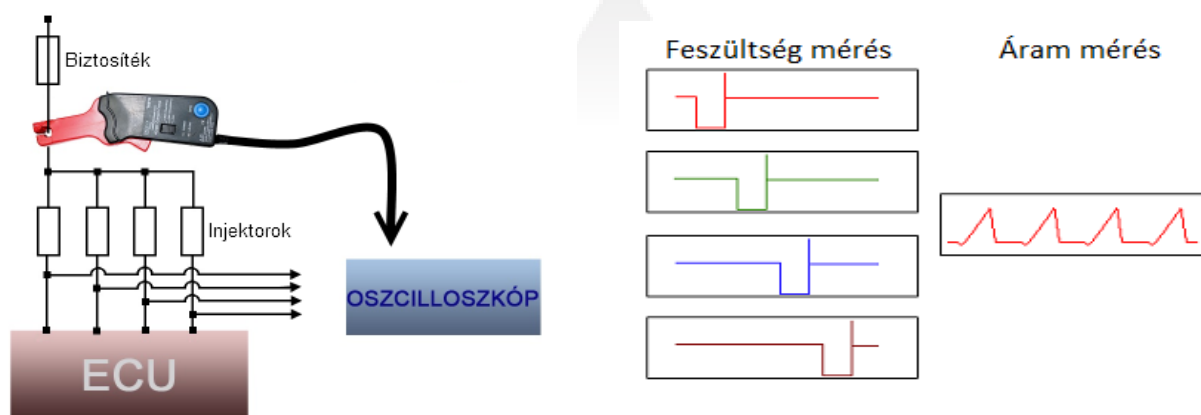 Biztosíték
Injektorok
OSZCILLOSZKÓP
ECU
Feszültség mérés
Áram mérés